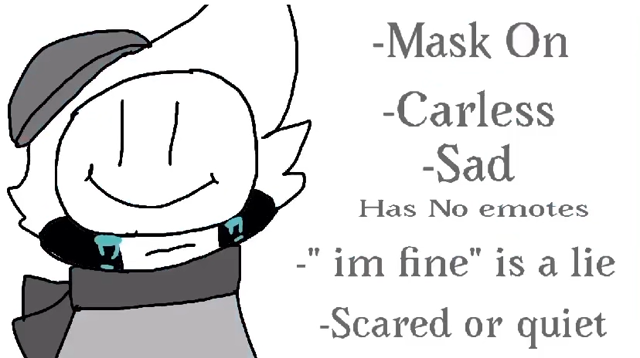 -Mask On
-Carless
-Sad
Has No emotes
-" im fine" is a lie
-Scared or quiet